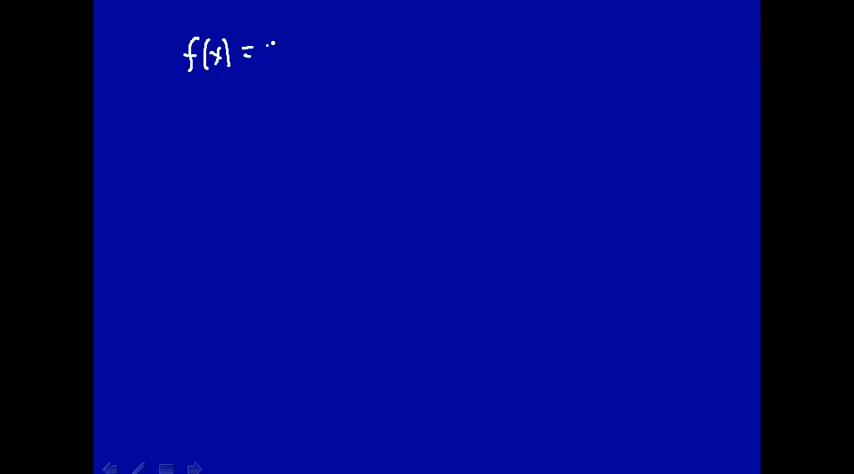 f(x) =